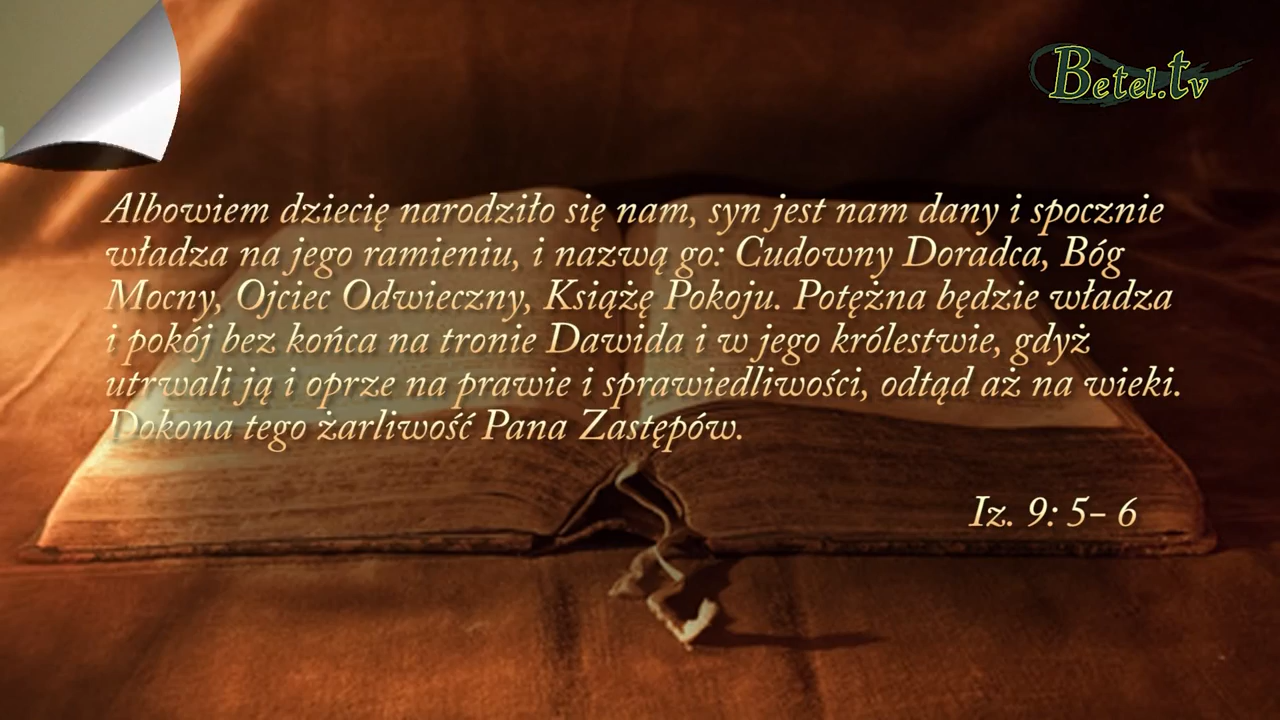 Betel.tv
Albowiem dziecię narodziło się nam, syn jest nam dany i spocznie
władza na jego ramieniu, i nazwą go: Cudowny Doradca, Bóg
Mocny, Ojciec Odwieczny, Książę Pokoju. Potężna będzie władza
i pokój bez końca na tronie Dawida i w jego królestwie, gdyż
utrwali ją i oprze na prawie i sprawiedliwości, odtąd aż na wieki.
Dokona tego żarliwość Pana Zastępów.
Iz. 9: 5- 6